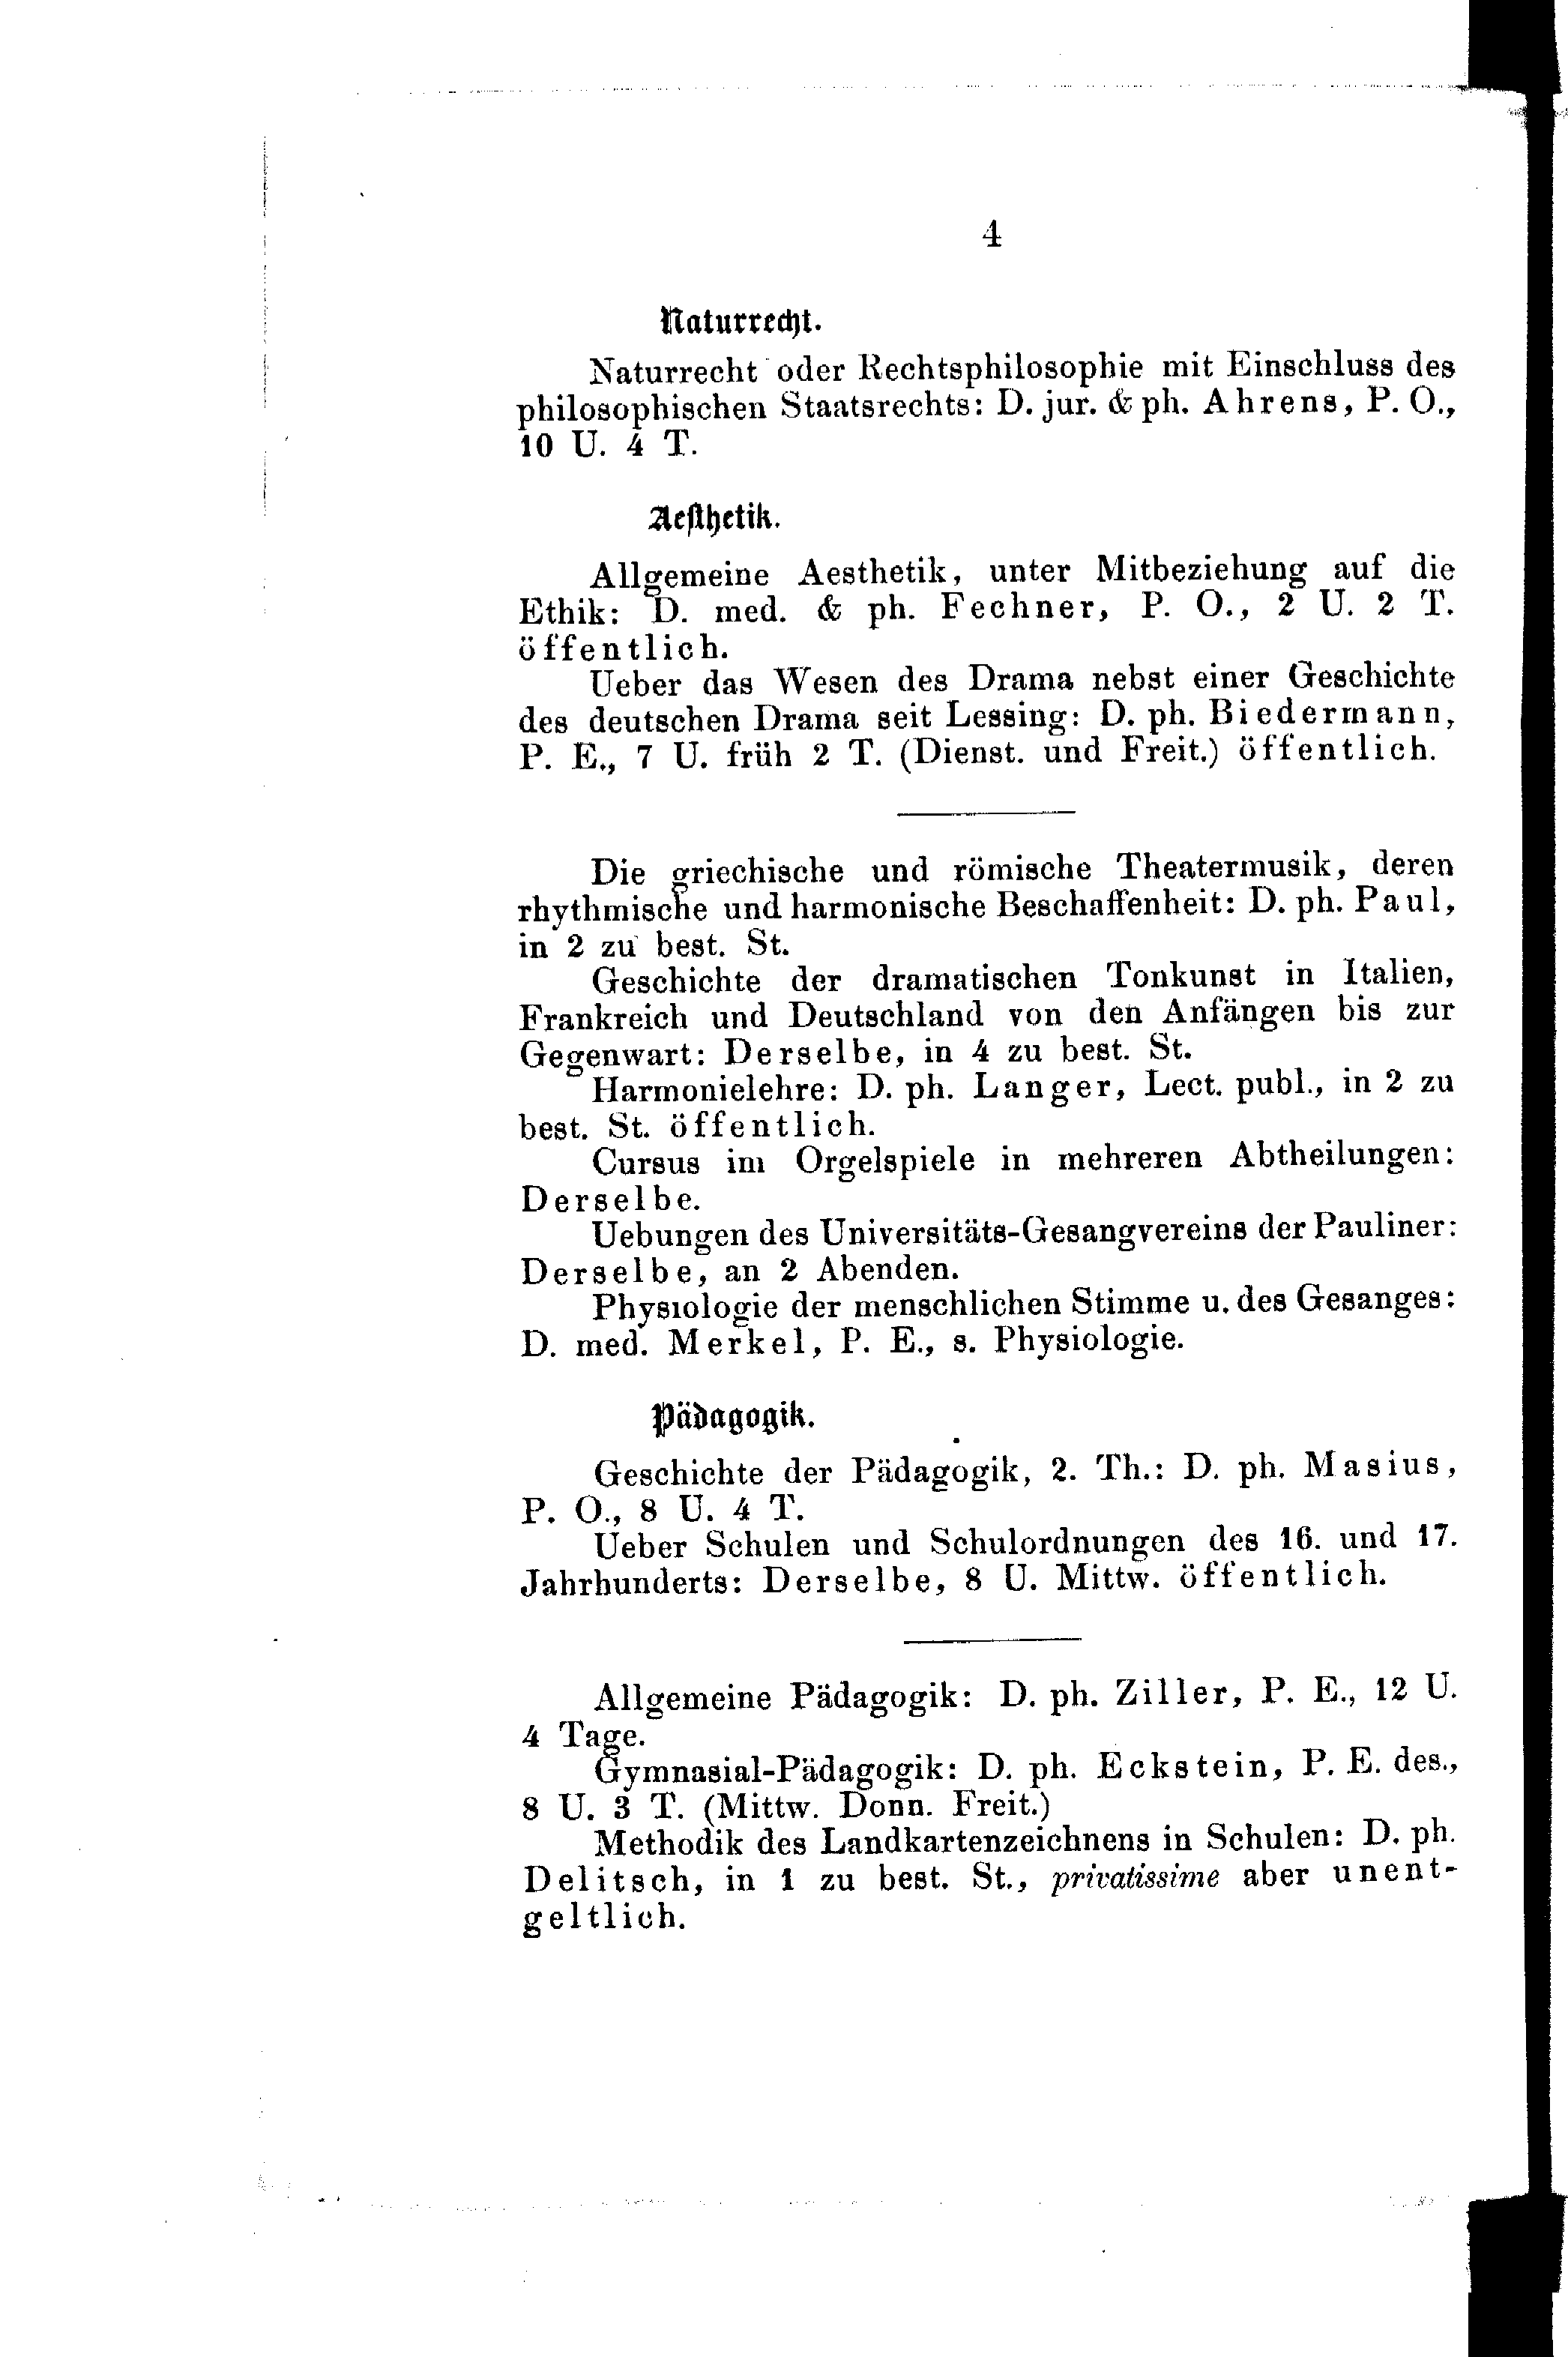 4
Naturrecht.
Naturrecht oder Rechtsphilosophie mit Einschluss des
philosophischen Staatsrechts: D. jur. & ph. Ahrens, P. O.,
10 U. 4 T.
Aesthetik.
Allgemeine Aesthetik, unter Mitbeziehung auf die
Ethik: D. med. & ph. Fechner, P. O., 2 U. 2 T.
öffentlich.
Ueber das Wesen des Drama nebst einer Geschichte
des deutschen Drama seit Lessing: D. ph. Biedermann,
P. E., 7 U. früh 2 T. (Dienst. und Freit.) öffentlich.
Die griechische und römische Theatermusik, deren
rhythmische und harmonische Beschaffenheit: D. ph. Paul,
in 2 zu best. St.
Geschichte der dramatischen Tonkunst in Italien,
Frankreich und Deutschland von den Anfängen bis zur
Gegenwart: Derselbe, in 4 zu best. St.
Harmonielehre: D. ph. Langer, Lect. publ., in 2 zu
best. St. öffentlich.
Cursus im Orgelspiele in mehreren Abtheilungen:
Derselbe.
Uebungen des Universitäts-Gesangvereins der Pauliner:
Derselbe, an 2 Abenden.
Physiologie der menschlichen Stimme u. des Gesanges:
D. med. Merkel, P. E., s. Physiologie.
Pädagogik.
Geschichte der Pädagogik, 2. Th.: D. ph. Masius,
P. O., 8 U. 4 T.
Ueber Schulen und Schulordnungen des 16. und 17.
Jahrhunderts: Derselbe, 8 U. Mittw. öffentlich.
Allgemeine Pädagogik: D. ph. Ziller, P. E., 12 U.
4 Tage.
Gymnasial-Pädagogik: D. ph. Eckstein, P. E. des.,
8 U. 3 T. (Mittw. Donn. Freit.)
Methodik des Landkartenzeichnens in Schulen: D. ph.
Delitsch, in 1 zu best. St., privatissime aber unent-
geltlich.